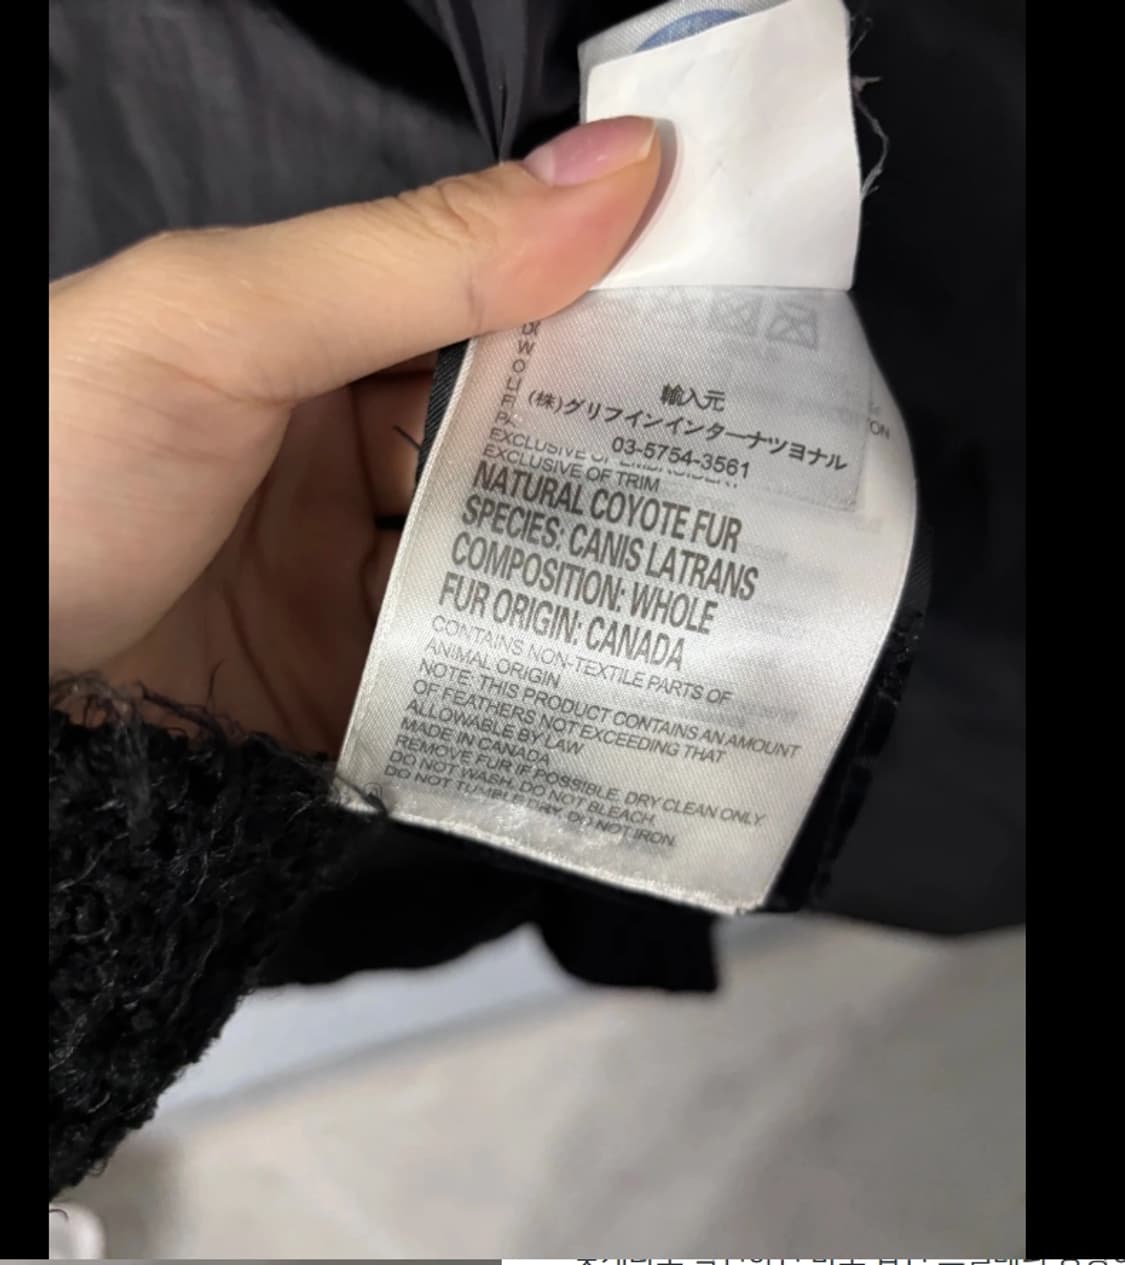 輸入元
(株)グリフインインターナツヨナル
03-5754-3561
EXCLUSIVE OF
EXCLUSIVE OF TRIM
NATURAL COYOTE FUR
SPECIES: CANIS LATRANS
COMPOSITION: WHOLE
FUR ORIGIN: CANADA
CONTAINS NON-TEXTILE PARTS OF
ANIMAL ORIGIN
NOTE: THIS PRODUCT CONTAINS AN AMOUNT
OF FEATHERS NOT EXCEEDING THAT
ALLOWABLE BY LAW
MADE IN CANADA
REMOVE FUR IF POSSIBLE. DRY CLEAN ONLY.
DO NOT WASH. DO NOT BLEACH.
DO NOT TUMBLE DRY. DO NOT IRON.